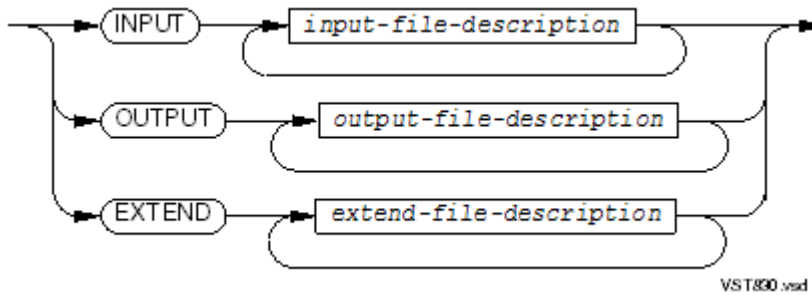 INPUT input-file-description
OUTPUT output-file-description
EXTEND extend-file-description
VST890.vsd